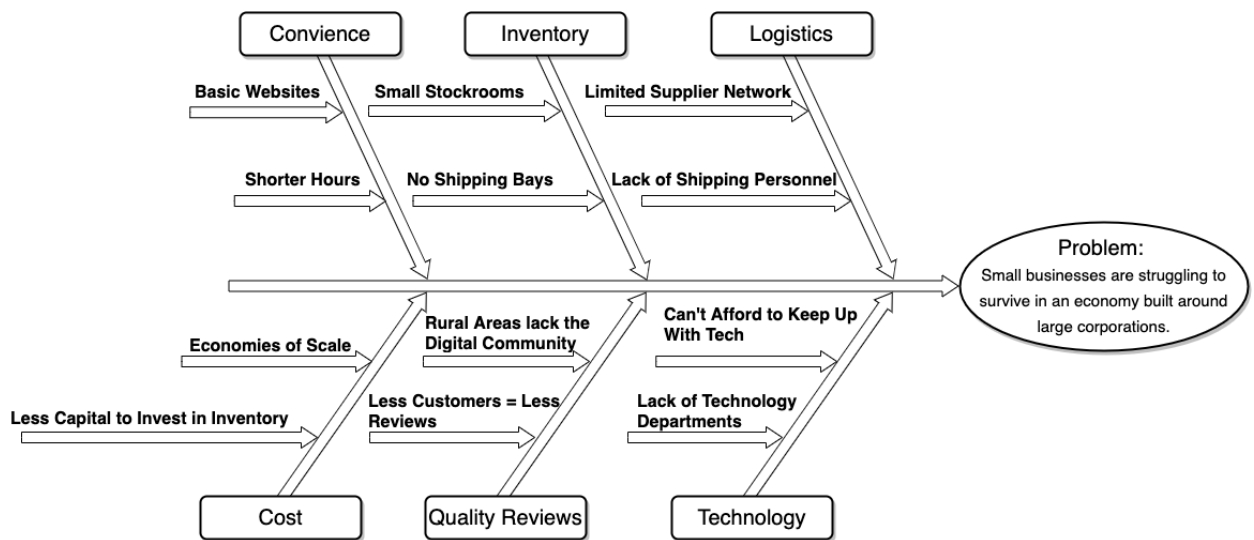 Convience
Inventory
Logistics
Basic Websites
Small Stockrooms
Limited Supplier Network
Shorter Hours
No Shipping Bays
Lack of Shipping Personnel
Problem:
Small businesses are struggling to
survive in an economy built around
large corporations.
Economies of Scale
Rural Areas lack the
Digital Community
Can't Afford to Keep Up
With Tech
Less Capital to Invest in Inventory
Less Customers = Less
Reviews
Lack of Technology
Departments
Cost
Quality Reviews
Technology